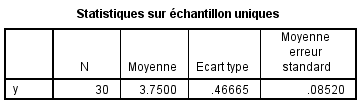 Statistiques sur échantillon uniques
N Moyenne Ecart type Moyenne erreur standard
y 30 3.7500 .46665 .08520